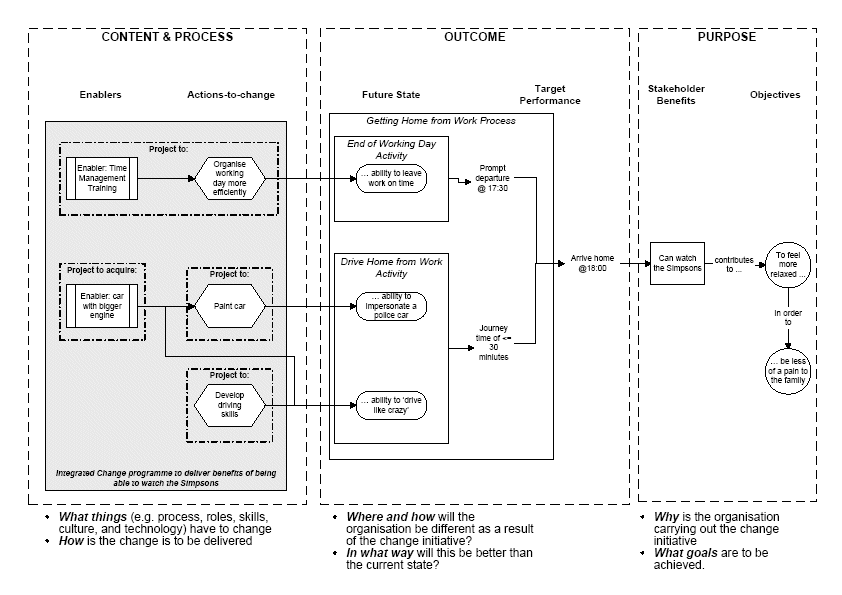 CONTENT & PROCESS
Enablers
Actions-to-change
Project to:
Enabler: Time
Management
Training
Organise
working
day more
efficiently
Project to acquire:
Enabler: car
with bigger
engine
Project to:
Paint car
Project to:
Develop
driving
skills
Integrated Change programme to deliver benefits of being
able to watch the Simpsons
What things (e.g. process, roles, skills,
culture, and technology) have to change
How is the change is to be delivered
OUTCOME
Future State
Target
Performance
Getting Home from Work Process
End of Working Day
Activity
... ability to leave
work on time
Prompt
departure
@ 17:30
Drive Home from Work
Activity
... ability to
impersonate a
police car
Journey
time of <=
30
miniutes
... ability to 'drive
like crazy'
Arrive home
@18:00
Where and how will the
organisation be different as a result
of the change initiative?
In what way will this be better than
the current state?
PURPOSE
Stakeholder
Benefits
Objectives
Can watch
the Simpsons
contributes
to ...
To feel
more
relaxed ...
in order
to
... be less
of a pain to
the family
Why is the organisation
carrying out the change
initiative
What goals are to be
achieved.